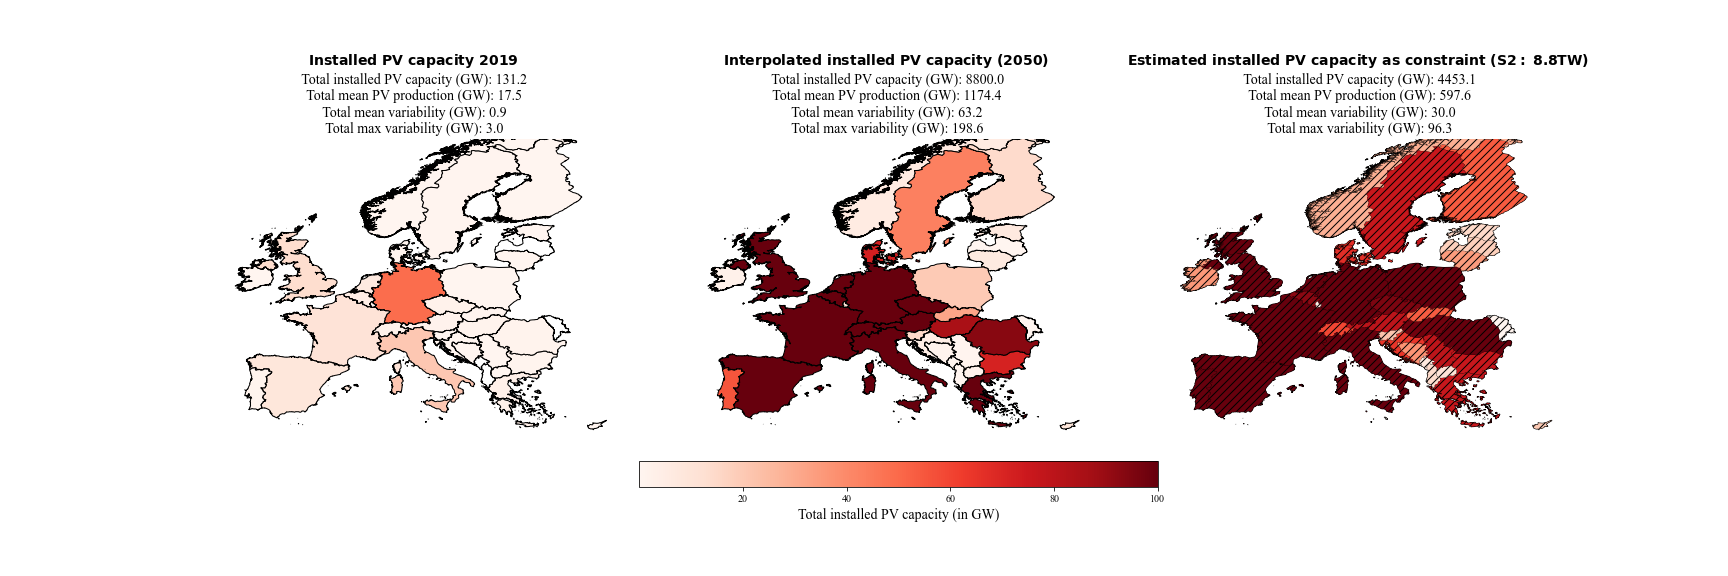 Installed PV capacity 2019
Total installed PV capacity (GW): 131.2
Total mean PV production (GW): 17.5
Total mean variability (GW): 0.9
Total max variability (GW): 3.0
Interpolated installed PV capacity (2050)
Total installed PV capacity (GW): 8800.0
Total mean PV production (GW): 1174.4
Total mean variability (GW): 63.2
Total max variability (GW): 198.6
Estimated installed PV capacity as constraint (S2: 8.8TW)
Total installed PV capacity (GW): 4453.1
Total mean PV production (GW): 597.6
Total mean variability (GW): 30.0
Total max variability (GW): 96.3
20 40 60 80 100
Total installed PV capacity (in GW)